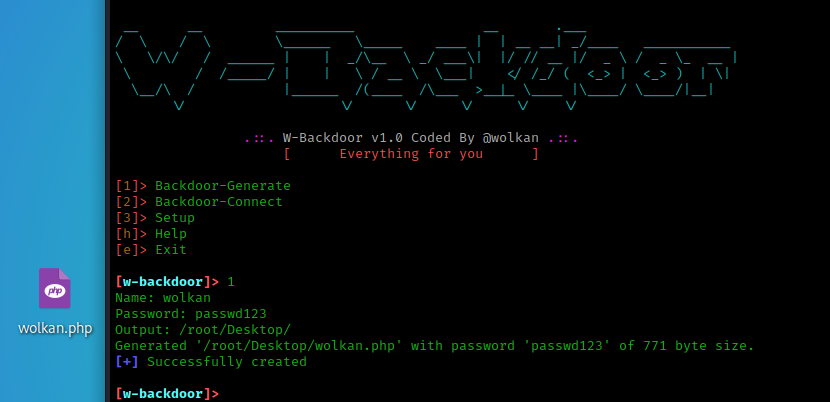 .::. W-Backdoor v1.0 Coded By @wolkan .::.
[ Everything for you ]
[1]> Backdoor-Generate
[2]> Backdoor-Connect
[3]> Setup
[h]> Help
[e]> Exit
[w-backdoor]> 1
Name: wolkan
Password: passwd123
Output: /root/Desktop/
Generated '/root/Desktop/wolkan.php' with password 'passwd123' of 771 byte size.
[+] Successfully created
[w-backdoor]>
php
wolkan.php